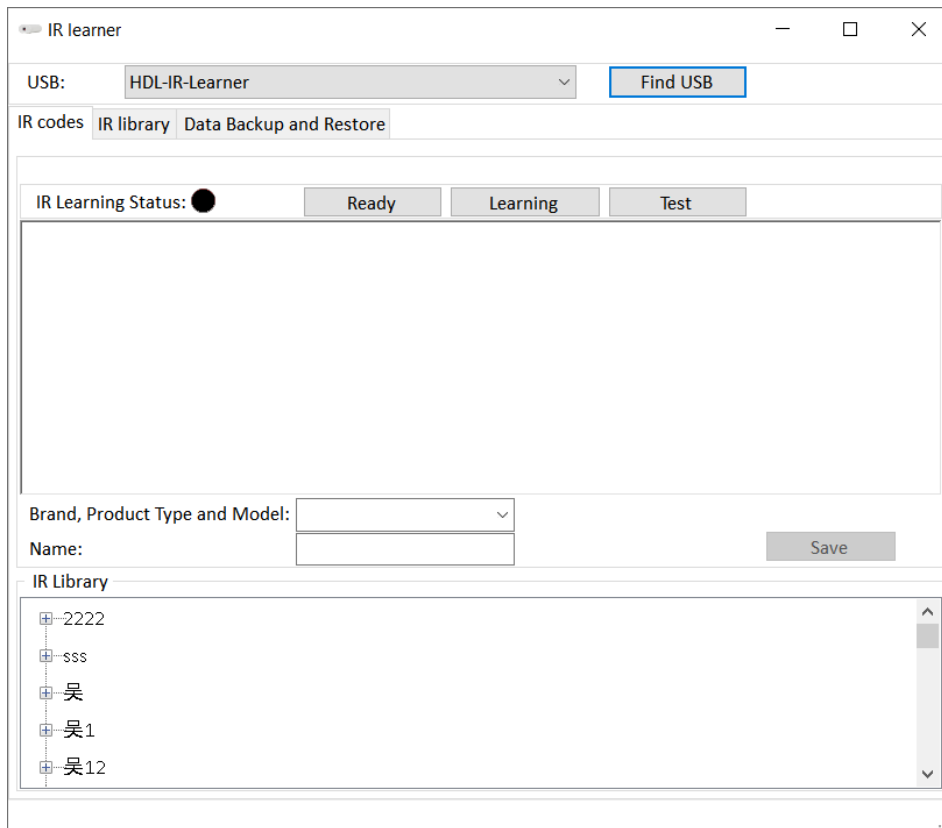 IR learner
USB: HDL-IR-Learner Find USB
IR codes IR library Data Backup and Restore
IR Learning Status: Ready Learning Test
Brand, Product Type and Model:
Name: Save
IR Library
2222
sss
吴
吴1
吴12